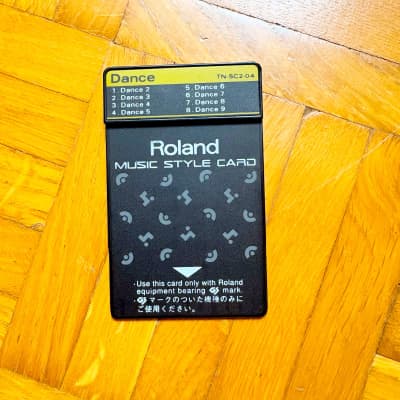 Dance TN-SC2-04
1. Dance 2 5. Dance 6
2. Dance 3 6. Dance 7
3. Dance 4 7. Dance 8
4. Dance 5 8. Dance 9
Roland
MUSIC STYLE CARD
・Use this card only with Roland
equipment bearing mark.
・マークのついた機種のみに
ご使用ください。